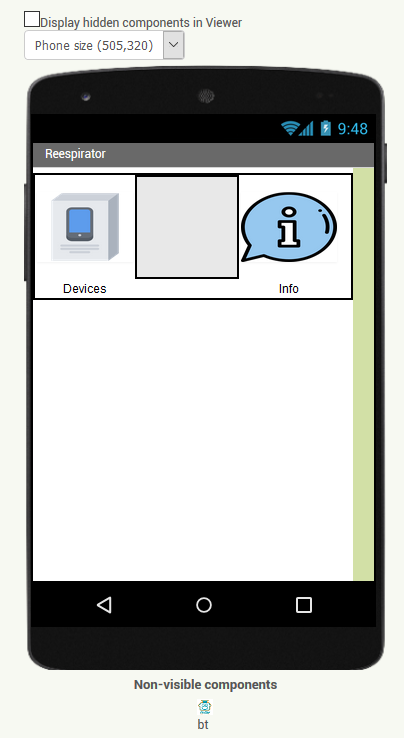 Display hidden components in Viewer
Phone size (505,320)
9:48
Reespirator
i
Devices
Info
Non-visible components
bt